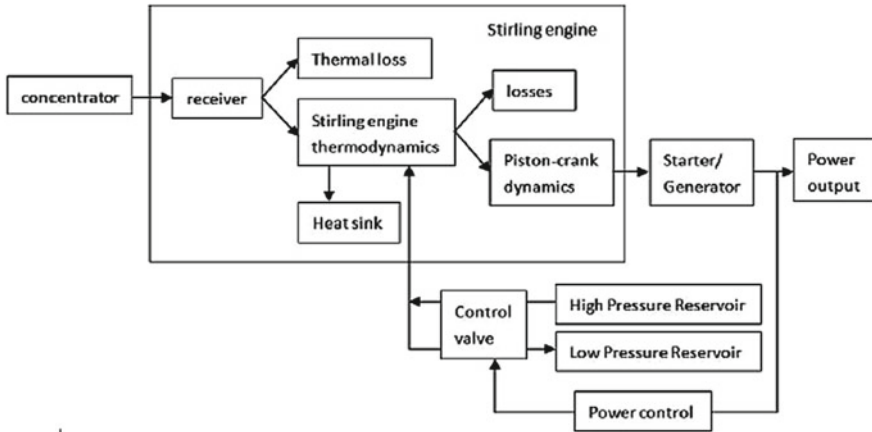 Stirling engine
Thermal loss
concentrator
receiver
losses
Stirling engine
thermodynamics
Piston-crank
dynamics
Starter/
Generator
Power
output
Heat sink
Control
valve
High Pressure Reservoir
Low Pressure Reservoir
Power control